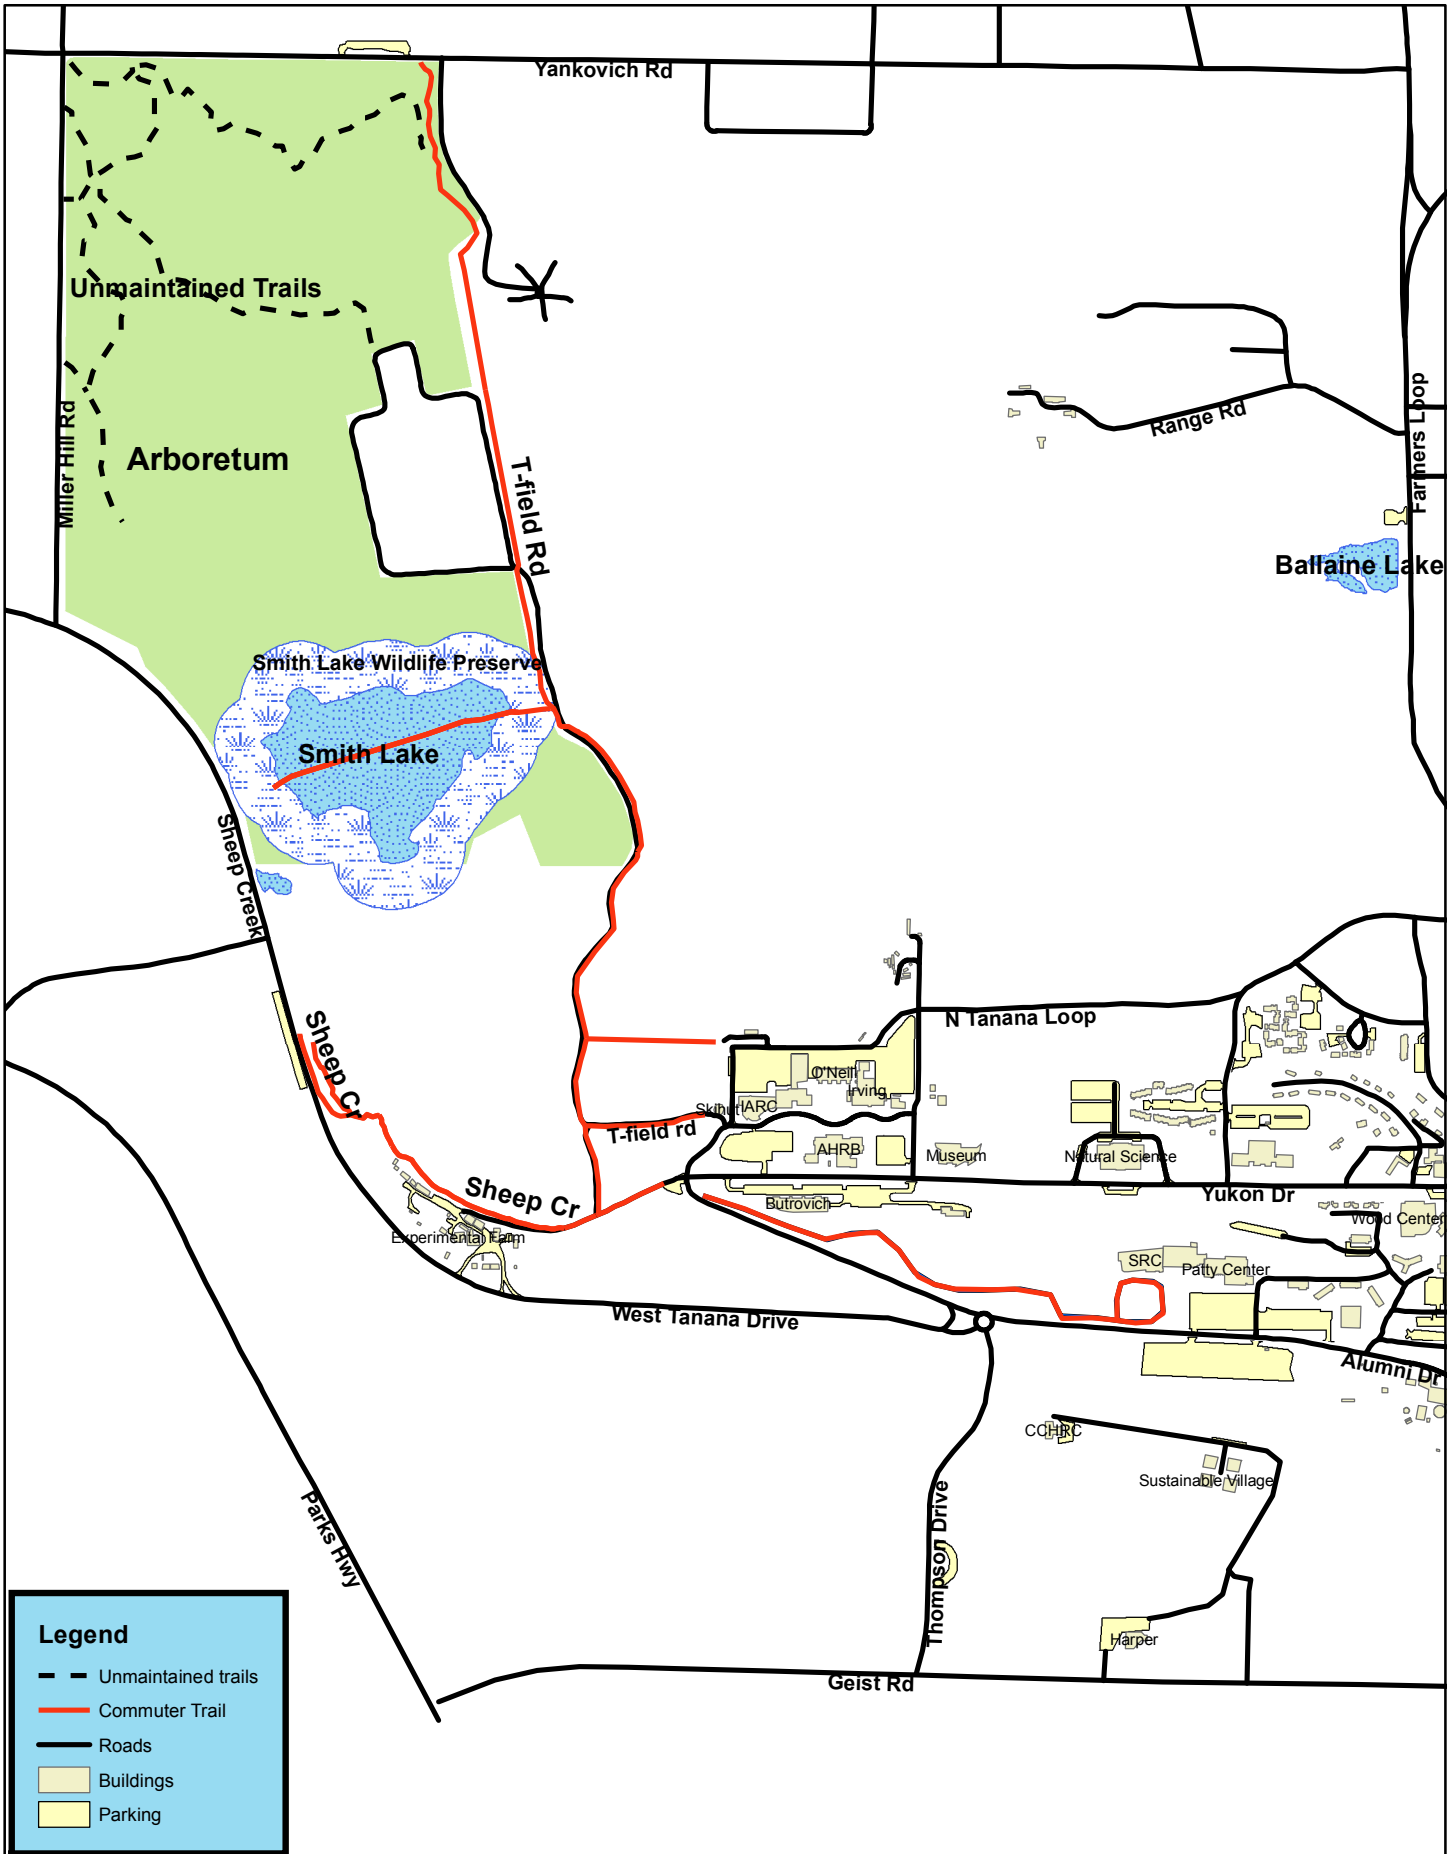 Yankovich Rd
Unmaintained Trails
Miller Hill Rd
Arboretum
T-field Rd
Range Rd
Farmers Loop
Ballaine Lake
Smith Lake Wildlife Preserve
Smith Lake
Sheep Creek
Sheep Cr
N Tanana Loop
O'Neill
Irving
Skihut
IARC
T-field rd
AHRB
Museum
Natural Science
Sheep Cr
Butrovich
Yukon Dr
Wood Center
Experimental Farm
SRC
Patty Center
West Tanana Drive
Alumni Dr
CCHRC
Sustainable Village
Parks Hwy
Thompson Drive
Harper
Geist Rd
Legend
Unmaintained trails
Commuter Trail
Roads
Buildings
Parking